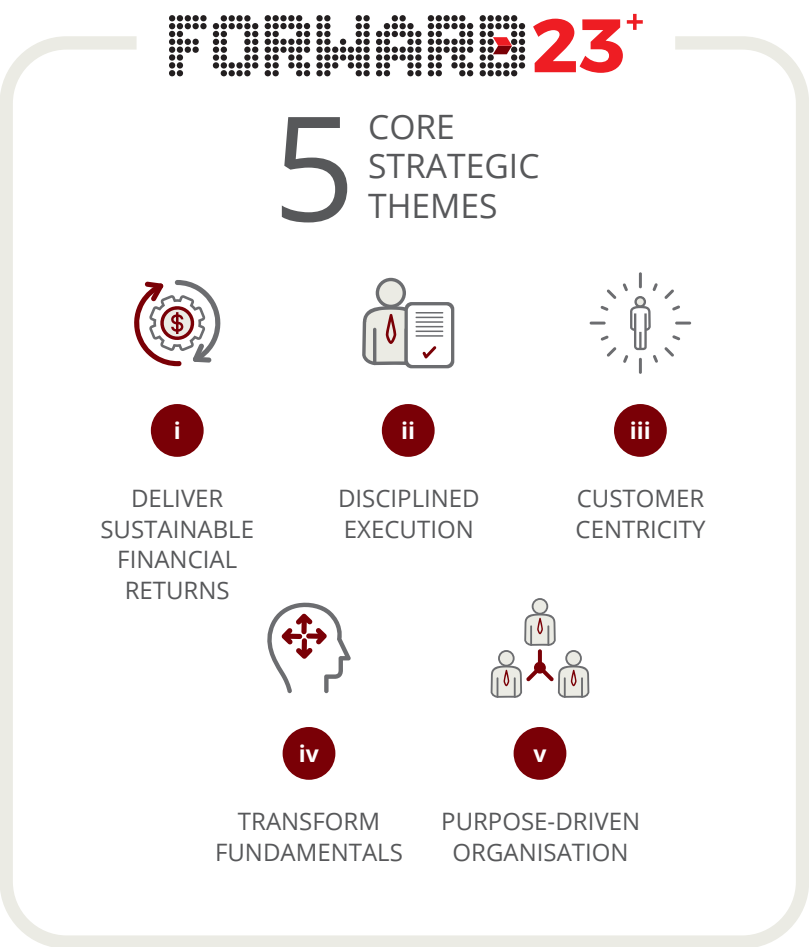 FORWARD23+
5 CORE
STRATEGIC
THEMES
$
i
DELIVER
SUSTAINABLE
FINANCIAL
RETURNS
ii
DISCIPLINED
EXECUTION
iii
CUSTOMER
CENTRICITY
iv
TRANSFORM
FUNDAMENTALS
v
PURPOSE-DRIVEN
ORGANISATION